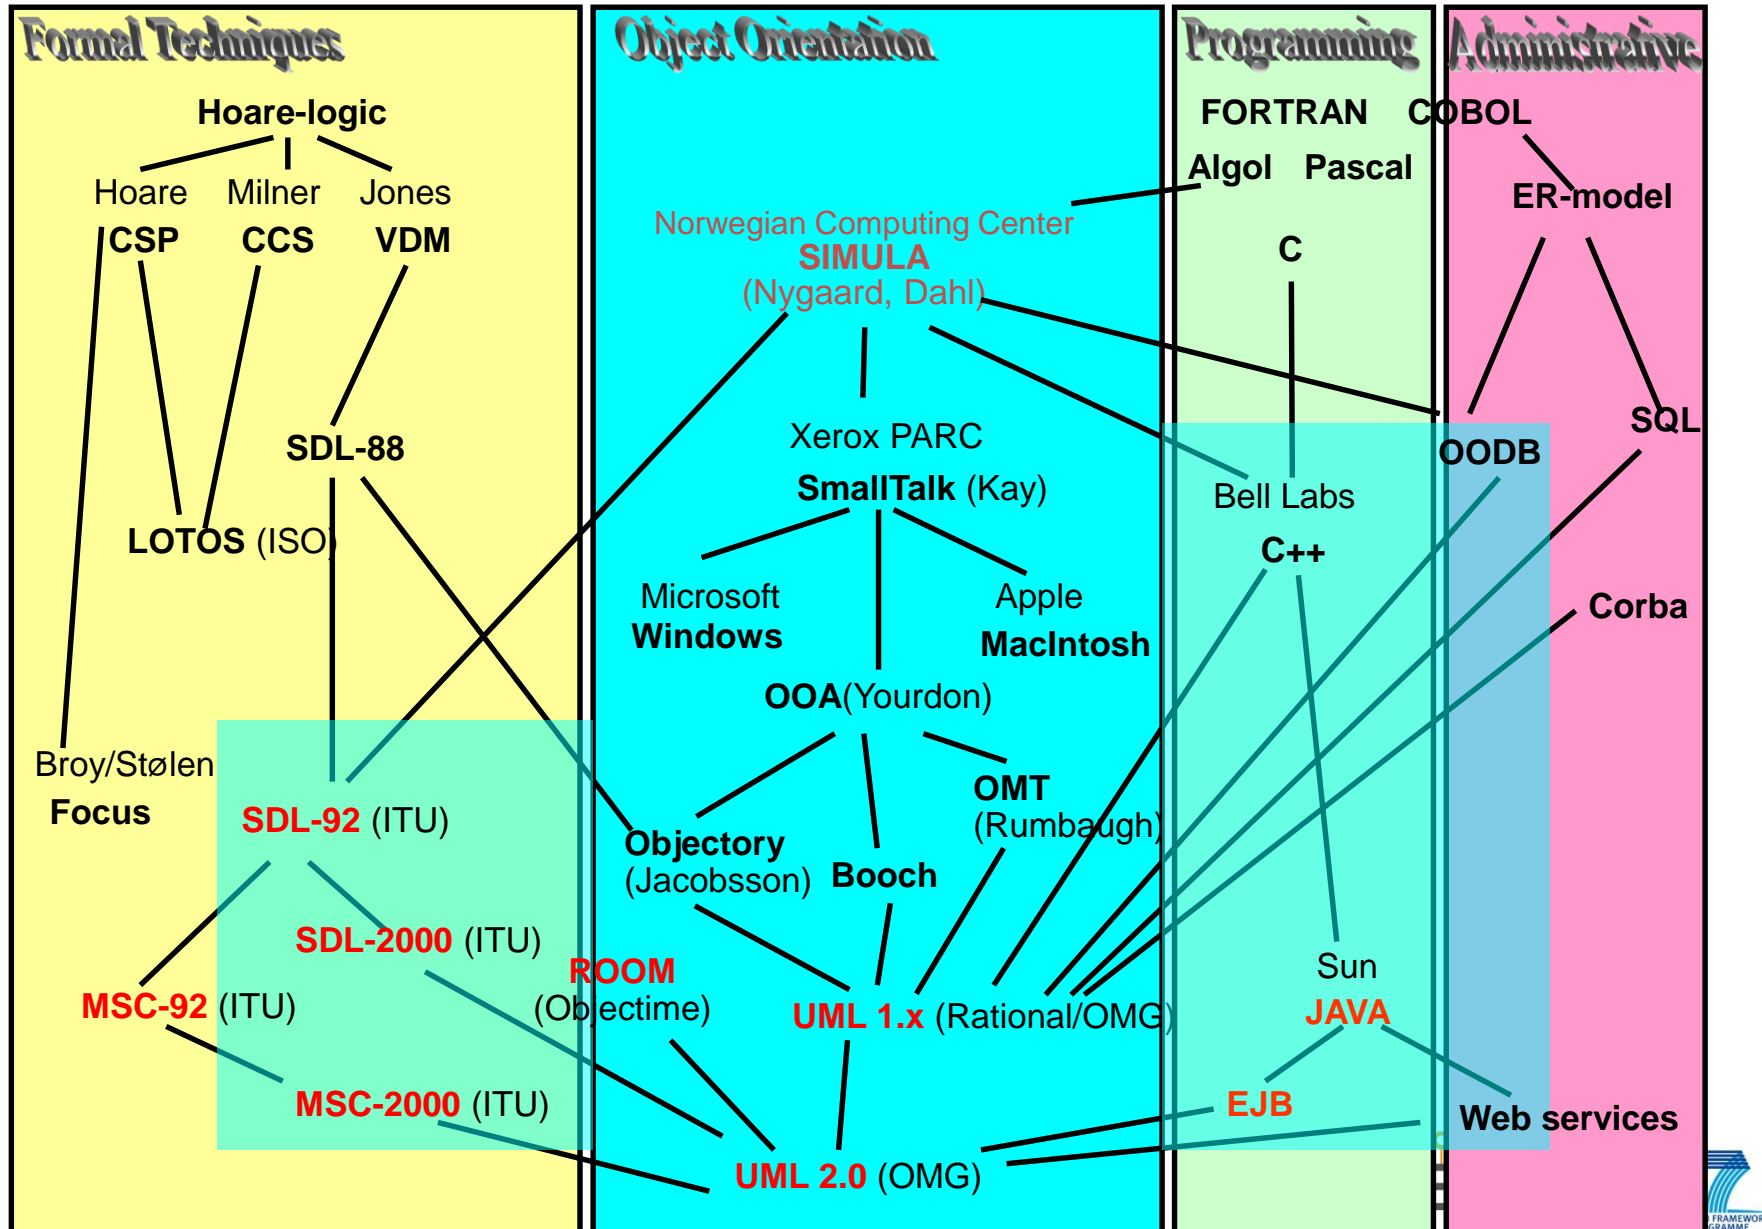 Formal Techniques
Hoare-logic
Hoare
Milner
Jones
CSP
CCS
VDM
SDL-88
LOTOS (ISO)
Broy/Stølen
Focus
SDL-92 (ITU)
SDL-2000 (ITU)
MSC-92 (ITU)
MSC-2000 (ITU)
Object Orientation
Norwegian Computing Center
SIMULA
(Nygaard, Dahl)
Xerox PARC
SmallTalk (Kay)
Microsoft
Windows
Apple
MacIntosh
OOA(Yourdon)
OMT
(Rumbaugh)
Objectory
(Jacobsson)
Booch
ROOM
(Objectime)
UML 1.x (Rational/OMG)
UML 2.0 (OMG)
Programming
FORTRAN
Algol
Pascal
C
Bell Labs
C++
Sun
JAVA
EJB
Administrative
COBOL
ER-model
SQL
OODB
Corba
Web services